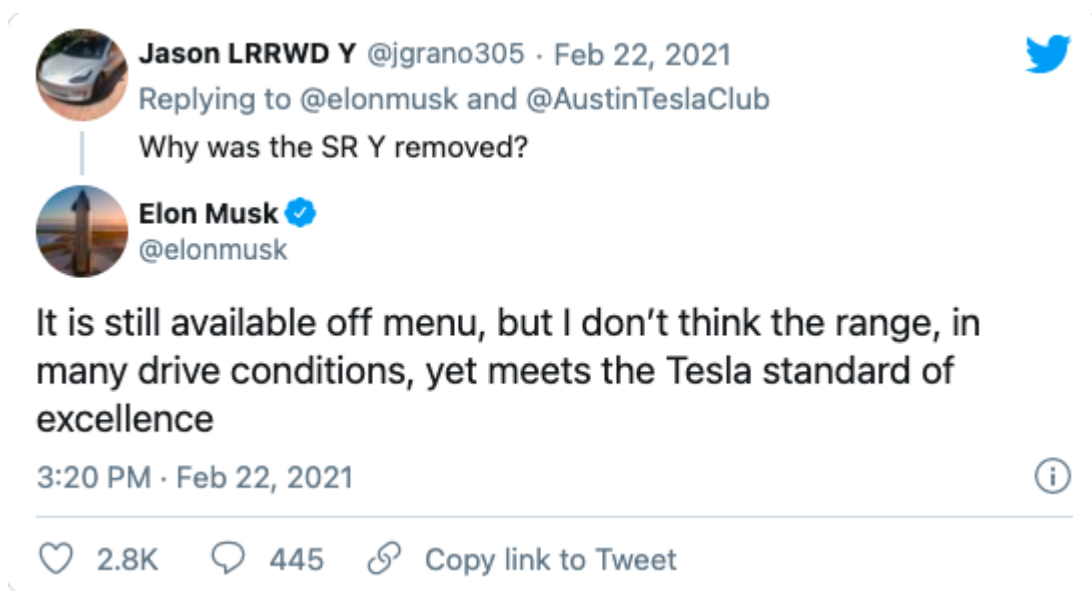 Jason LRRWD Y @jgrano305 · Feb 22, 2021
Replying to @elonmusk and @AustinTeslaClub
Why was the SR Y removed?
Elon Musk
@elonmusk
It is still available off menu, but I don’t think the range, in
many drive conditions, yet meets the Tesla standard of
excellence
3:20 PM · Feb 22, 2021
2.8K 445 Copy link to Tweet